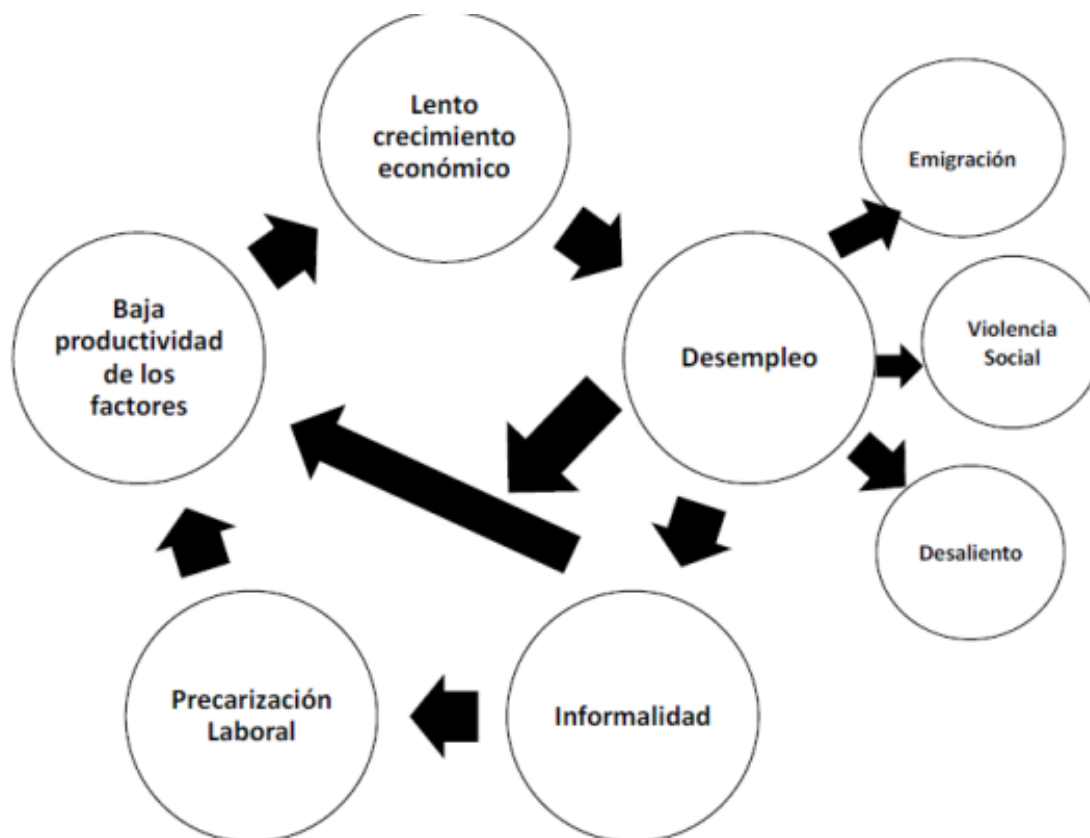 Lento
crecimiento
económico
Emigración
Baja
productividad
de los
factores
Desempleo
Violencia
Social
Desaliento
Precarización
Laboral
Informalidad